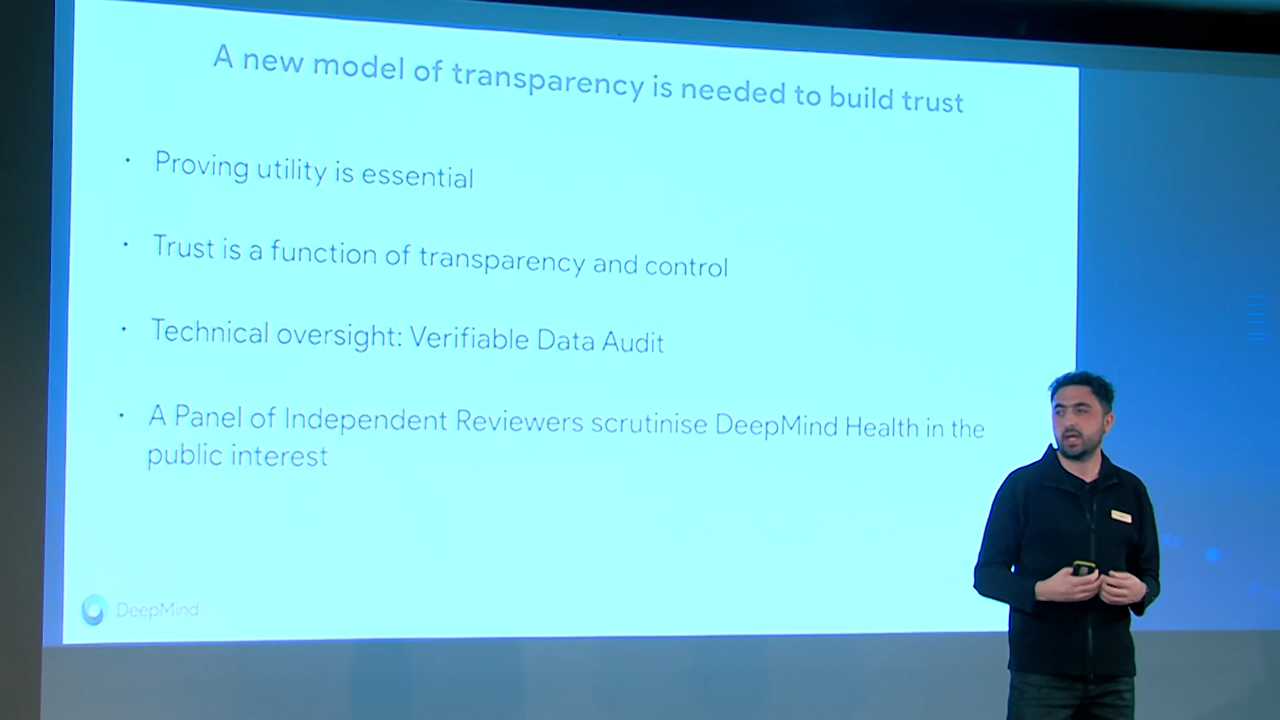 A new model of transparency is needed to build trust
· Proving utility is essential
· Trust is a function of transparency and control
· Technical oversight: Verifiable Data Audit
· A Panel of Independent Reviewers scrutinise DeepMind Health in the
public interest
DeepMind